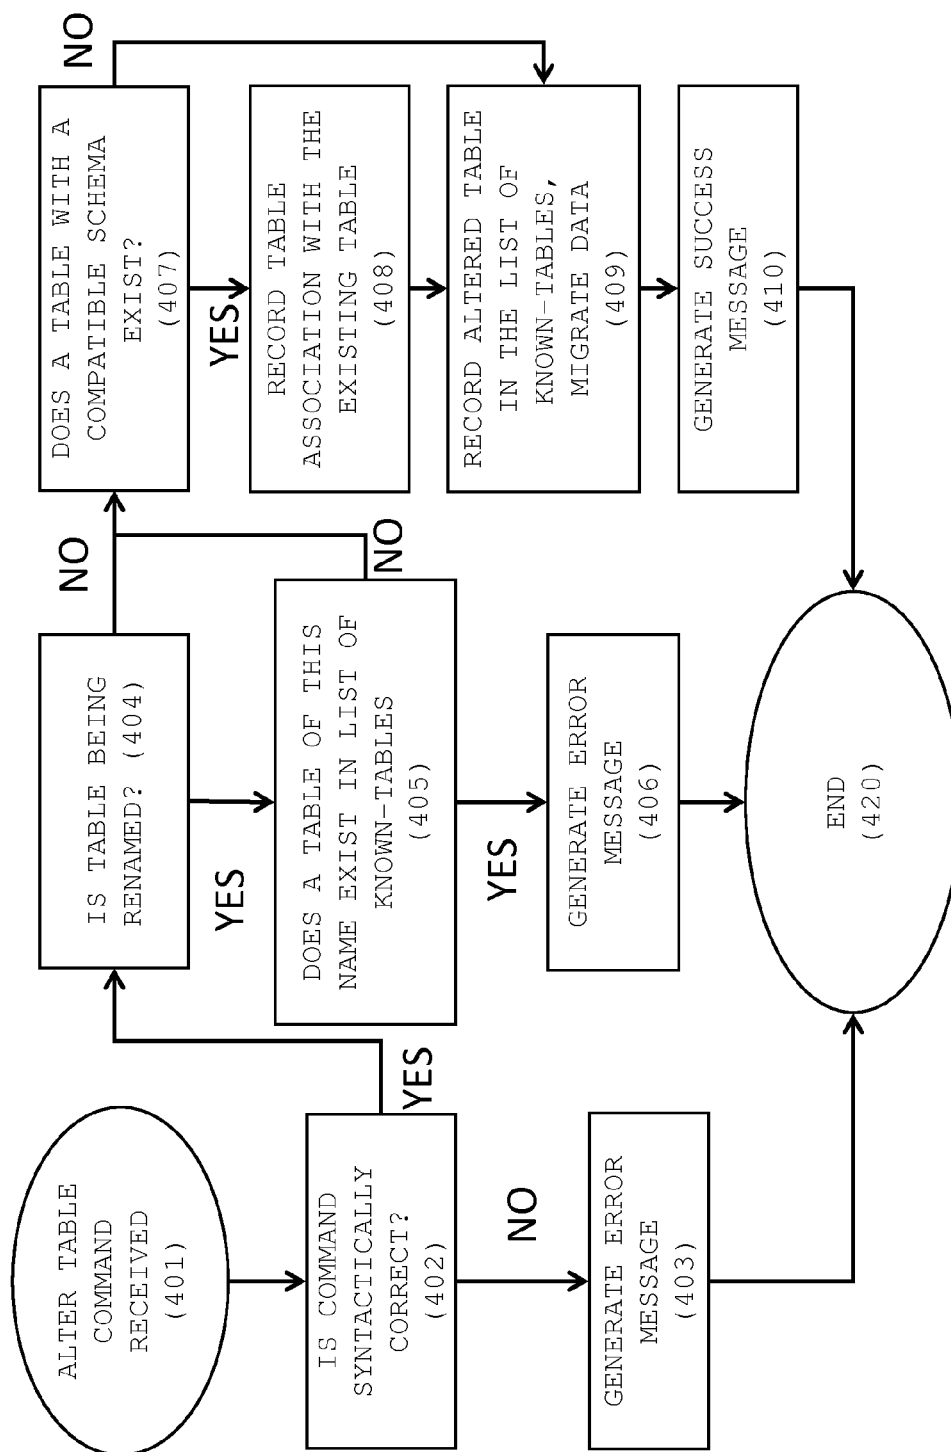 ALTER TABLE
COMMAND
RECEIVED
(401)
IS COMMAND
SYNTACTICALLY
CORRECT?
(402)
YES
NO
GENERATE ERROR
MESSAGE
(403)
IS TABLE BEING
RENAMED? (404)
NO
YES
DOES A TABLE OF THIS
NAME EXIST IN LIST OF
KNOWN-TABLES
(405)
NO
YES
GENERATE ERROR
MESSAGE
(406)
DOES A TABLE WITH A
COMPATIBLE SCHEMA
EXIST?
(407)
NO
YES
RECORD TABLE
ASSOCIATION WITH THE
EXISTING TABLE
(408)
RECORD ALTERED TABLE
IN THE LIST OF
KNOWN-TABLES,
MIGRATE DATA
(409)
GENERATE SUCCESS
MESSAGE
(410)
END
(420)